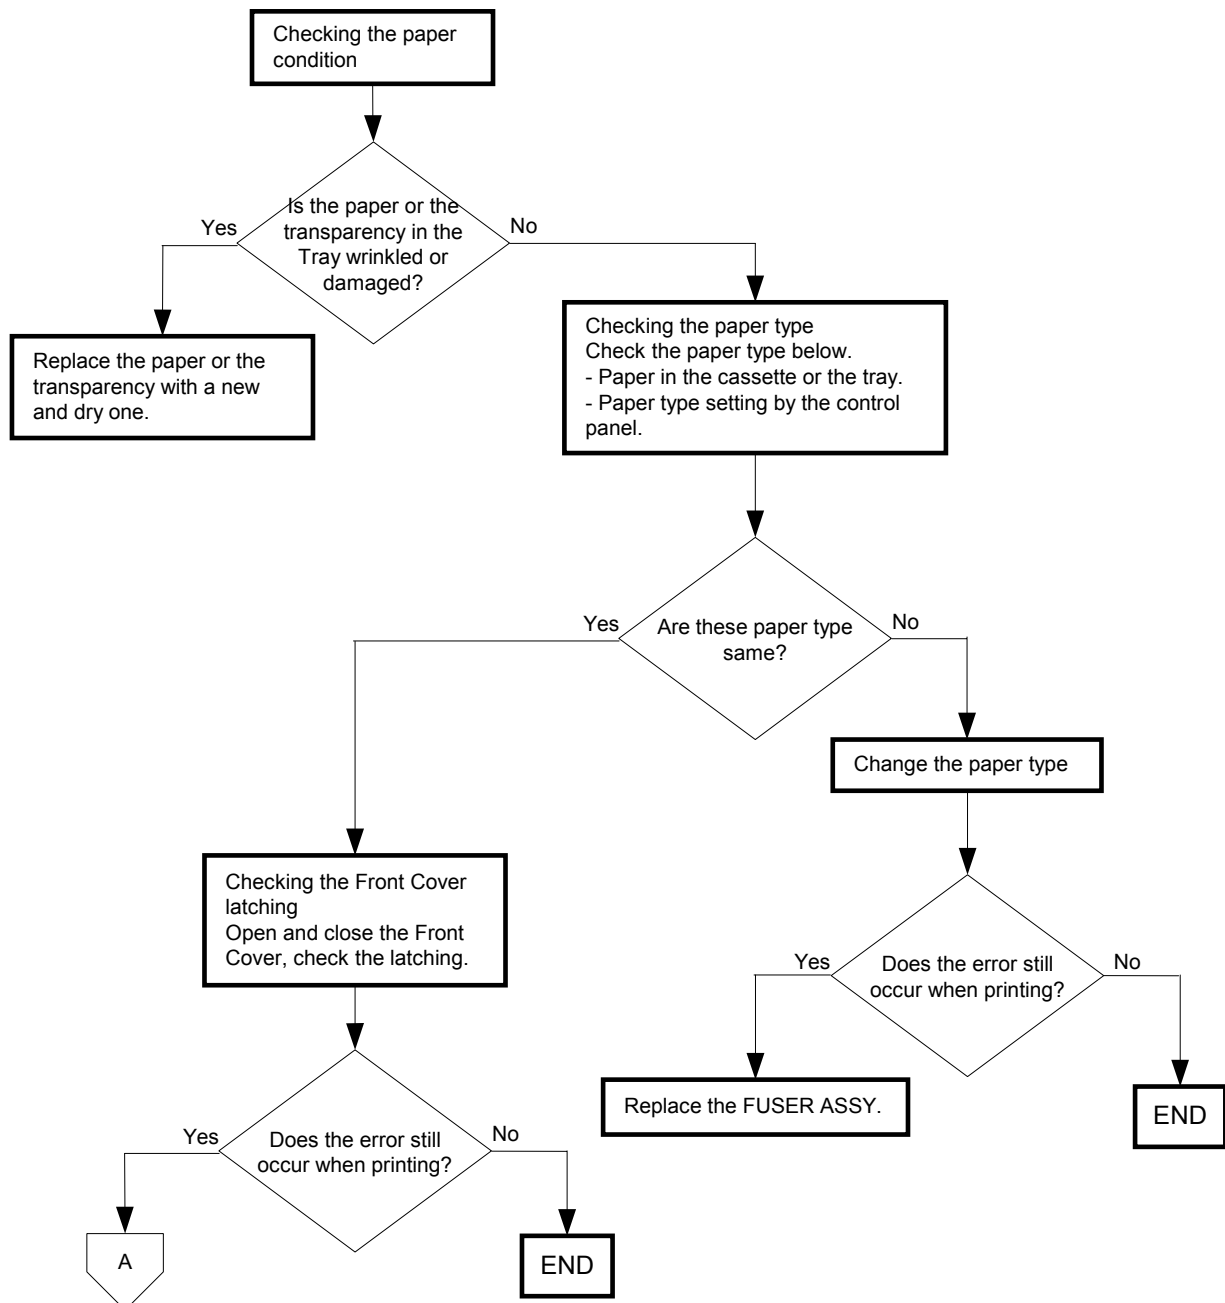 Checking the paper
condition
Is the paper or the
transparency in the
Tray wrinkled or
damaged?
Yes
No
Replace the paper or the
transparency with a new
and dry one.
Checking the paper type
Check the paper type below.
- Paper in the cassette or the tray.
- Paper type setting by the control
panel.
Are these paper type
same?
Yes
No
Change the paper type
Checking the Front Cover
latching
Open and close the Front
Cover, check the latching.
Does the error still
occur when printing?
Yes
No
Replace the FUSER ASSY.
END
Does the error still
occur when printing?
Yes
No
A
END